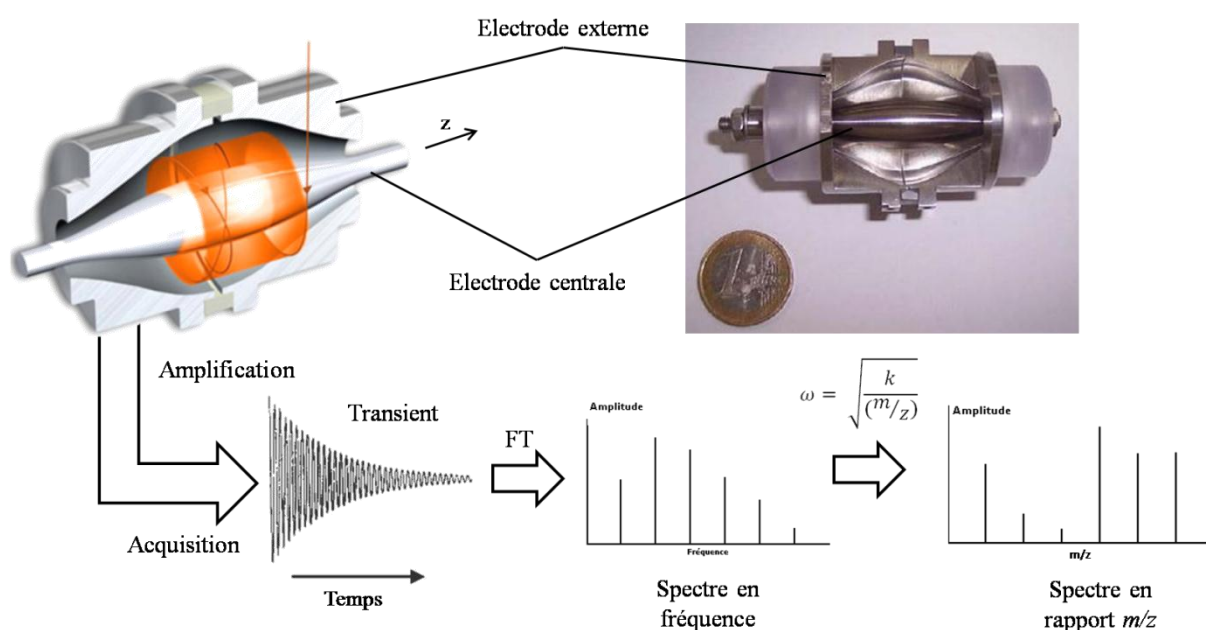 Electrode externe
z
Electrode centrale
Amplification
Acquisition
Transient
Temps
FT
Amplitude
Fréquence
Spectre en
fréquence
ω = √(k/(m/z))
Amplitude
m/z
Spectre en
rapport m/z